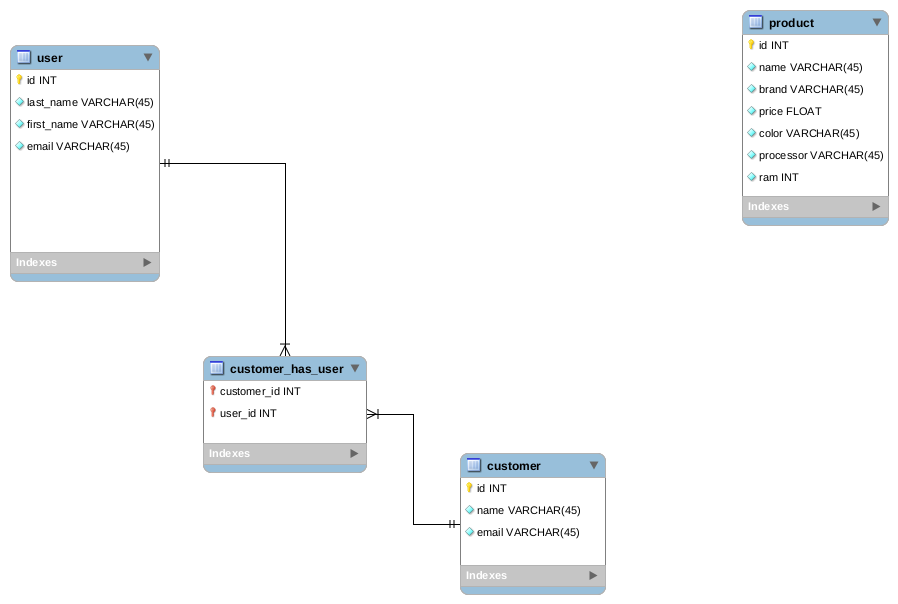 user
id INT
last_name VARCHAR(45)
first_name VARCHAR(45)
email VARCHAR(45)
Indexes
product
id INT
name VARCHAR(45)
brand VARCHAR(45)
price FLOAT
color VARCHAR(45)
processor VARCHAR(45)
ram INT
Indexes
customer_has_user
customer_id INT
user_id INT
Indexes
customer
id INT
name VARCHAR(45)
email VARCHAR(45)
Indexes